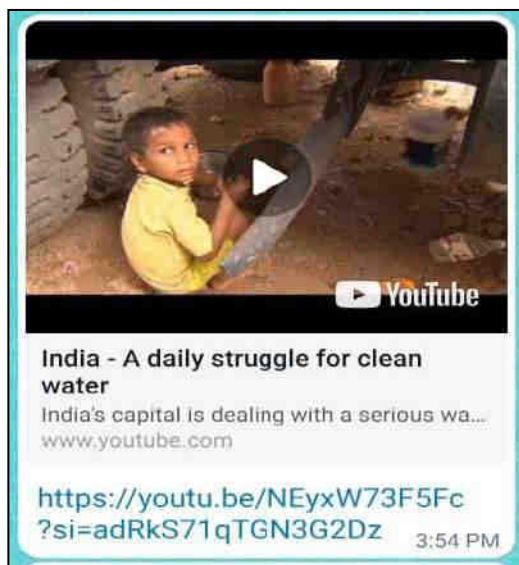 YouTube
India - A daily struggle for clean
water
India's capital is dealing with a serious wa...
www.youtube.com
https://youtu.be/NEyxW73F5Fc
?si=adRkS71qTGN3G2Dz
3:54 PM